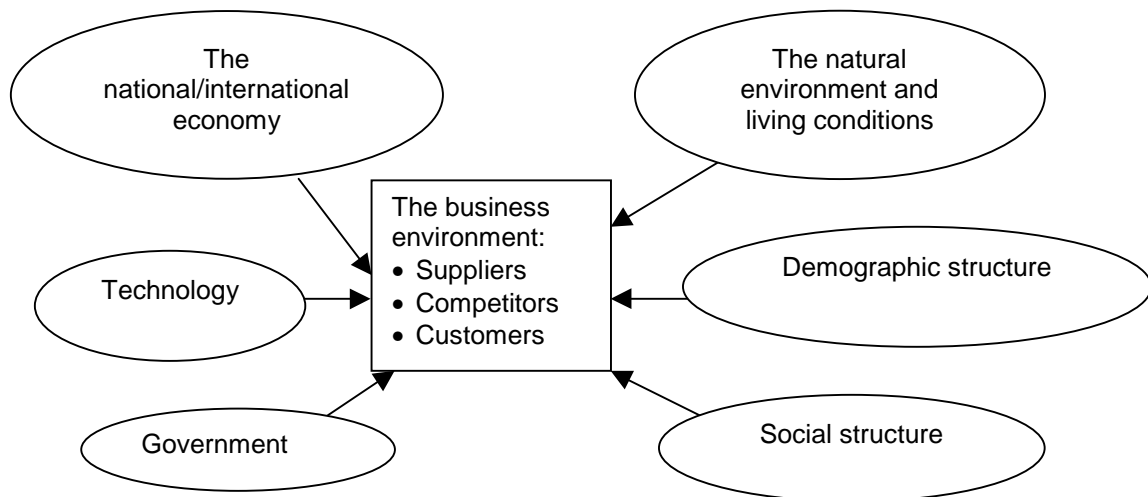 The
national/international
economy
The natural
environment and
living conditions
The business
environment:
• Suppliers
• Competitors
• Customers
Technology
Demographic structure
Government
Social structure